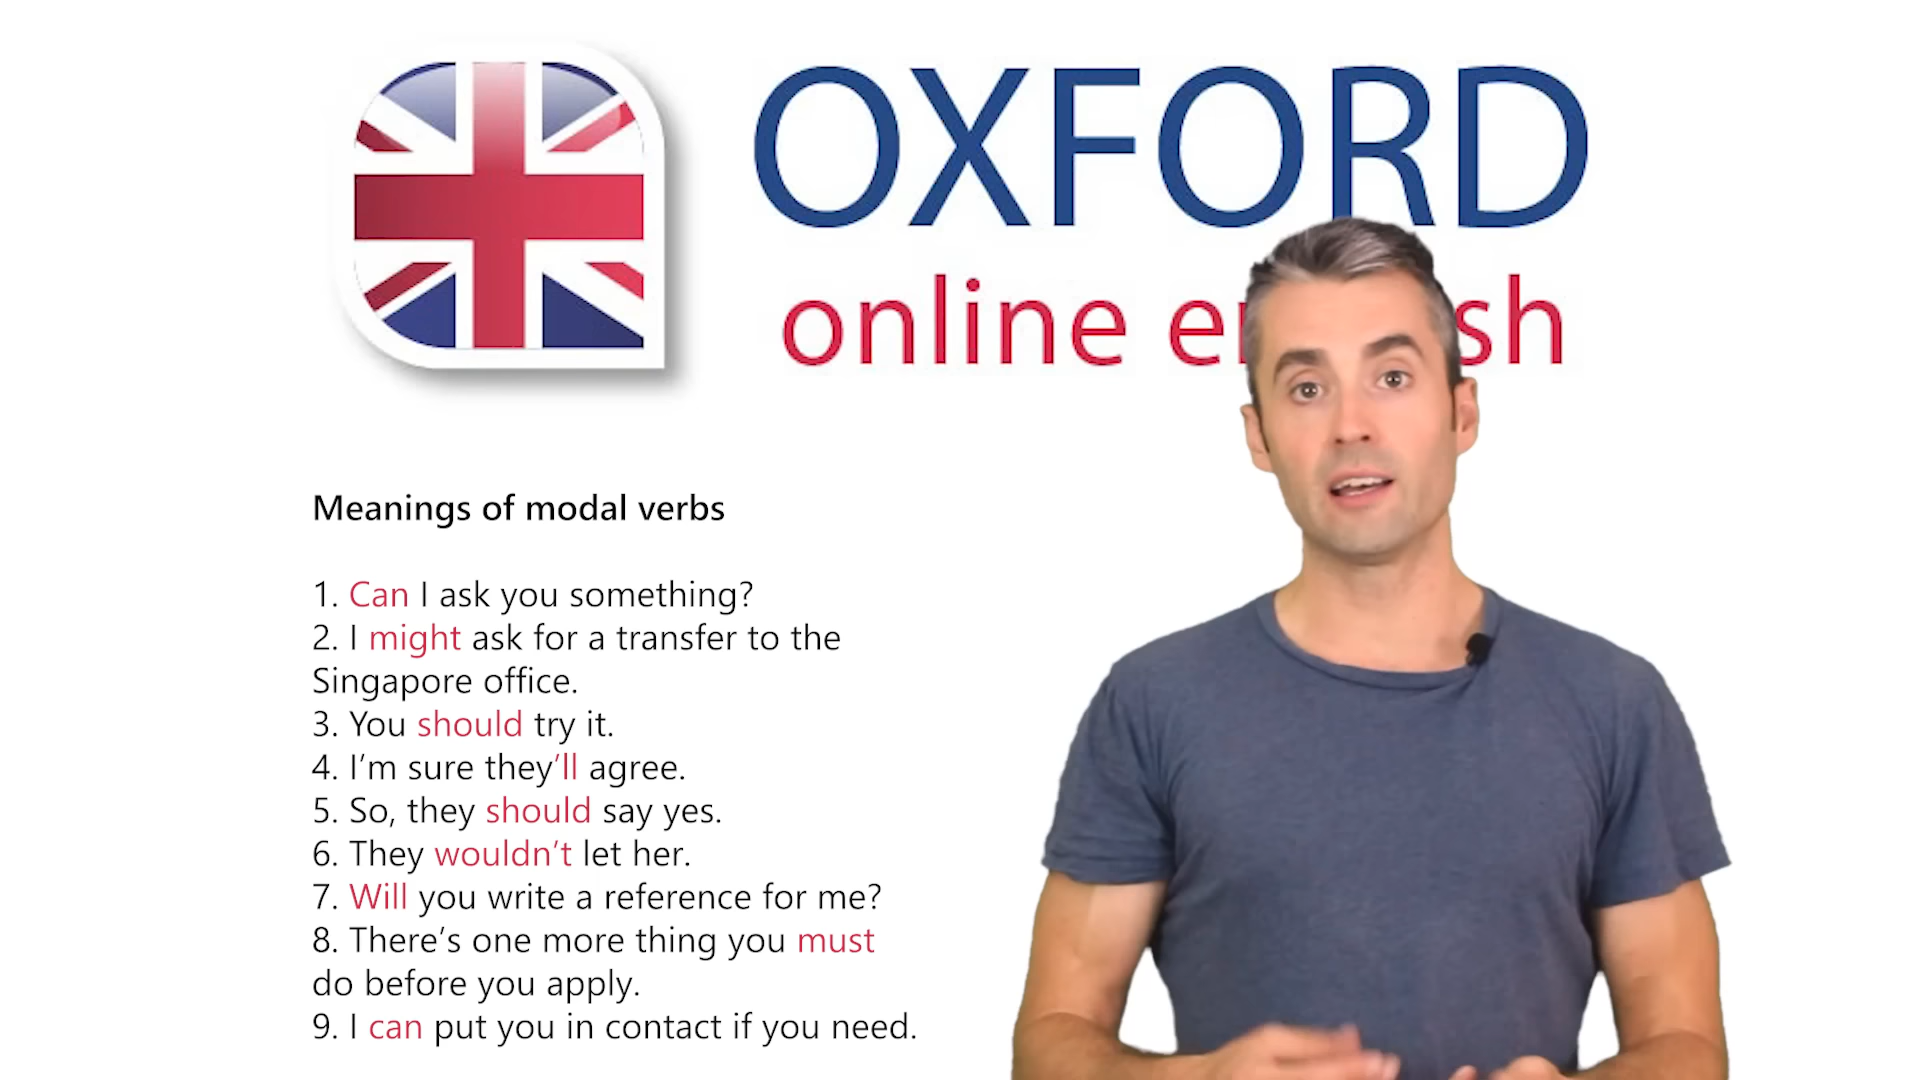 OXFORD
online
Meanings of modal verbs
1. Can I ask you something?
2. I might ask for a transfer to the
Singapore office.
3. You should try it.
4. I’m sure they’ll agree.
5. So, they should say yes.
6. They wouldn’t let her.
7. Will you write a reference for me?
8. There’s one more thing you must
do before you apply.
9. I can put you in contact if you need.